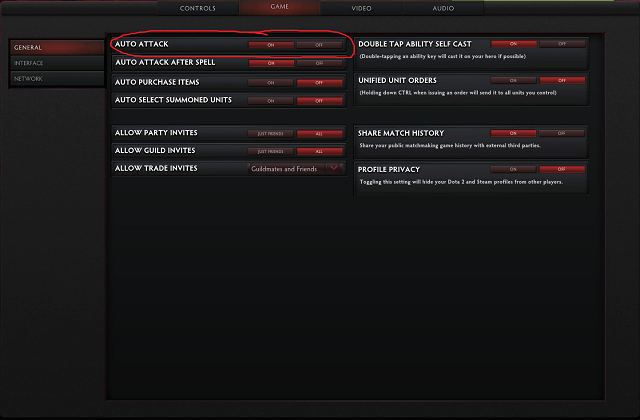 CONTROLS GAME VIDEO AUDIO
GENERAL
INTERFACE
NETWORK
AUTO ATTACK ON OFF
AUTO ATTACK AFTER SPELL ON OFF
AUTO PURCHASE ITEMS ON OFF
AUTO SELECT SUMMONED UNITS ON OFF
ALLOW PARTY INVITES JUST FRIENDS ALL
ALLOW GUILD INVITES JUST FRIENDS ALL
ALLOW TRADE INVITES Guildmates and Friends
DOUBLE TAP ABILITY SELF CAST ON OFF
(Double-tapping an ability key will cast it on your hero if possible)
UNIFIED UNIT ORDERS ON OFF
(Holding down CTRL when issuing an order will send it to all units you control)
SHARE MATCH HISTORY ON OFF
Share your public matchmaking game history with external third parties.
PROFILE PRIVACY ON OFF
Toggling this setting will hide your Dota 2 and Steam profiles from other players.